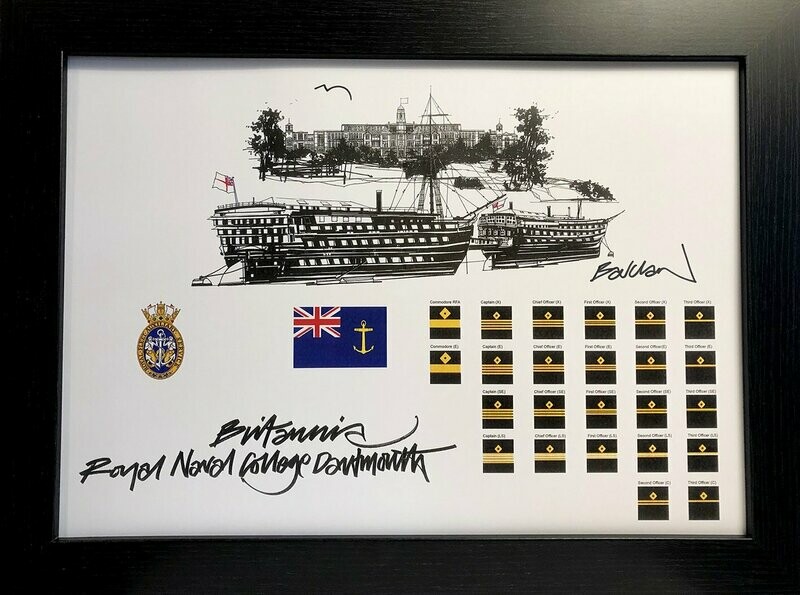 Bauchan
Commodore RFA Captain (X) Chief Officer (X) First Officer (X) Second Officer (X) Third Officer (X)
Commodore (E) Captain (E) Chief Officer (E) First Officer (E) Second Officer(E) Third Officer (E)
Captain (SE) Chief Officer (SE) First Officer (SE) Second Officer (SE) Third Officer (SE)
Captain (LS) Chief Officer (LS) First Officer (LS) Second Officer (LS) Third Officer (LS)
Second Officer (C) Third Officer (C)
Britannia
Royal Naval College Dartmouth